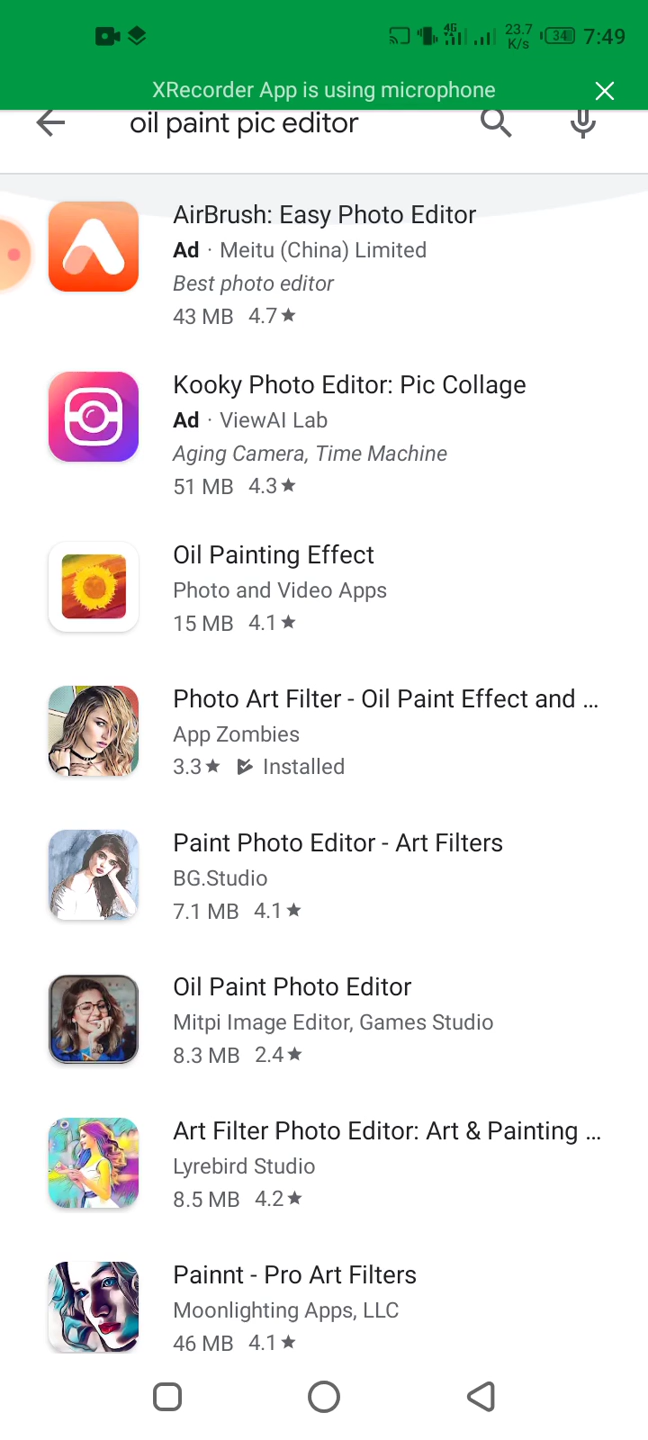 4G
23.7
K/s
34
7:49
XRecorder App is using microphone
oil paint pic editor
AirBrush: Easy Photo Editor
Ad · Meitu (China) Limited
Best photo editor
43 MB 4.7★
Kooky Photo Editor: Pic Collage
Ad · ViewAI Lab
Aging Camera, Time Machine
51 MB 4.3★
Oil Painting Effect
Photo and Video Apps
15 MB 4.1★
Photo Art Filter - Oil Paint Effect and ...
App Zombies
3.3★ Installed
Paint Photo Editor - Art Filters
BG.Studio
7.1 MB 4.1★
Oil Paint Photo Editor
Mitpi Image Editor, Games Studio
8.3 MB 2.4★
Art Filter Photo Editor: Art & Painting ...
Lyrebird Studio
8.5 MB 4.2★
Painnt - Pro Art Filters
Moonlighting Apps, LLC
46 MB 4.1★